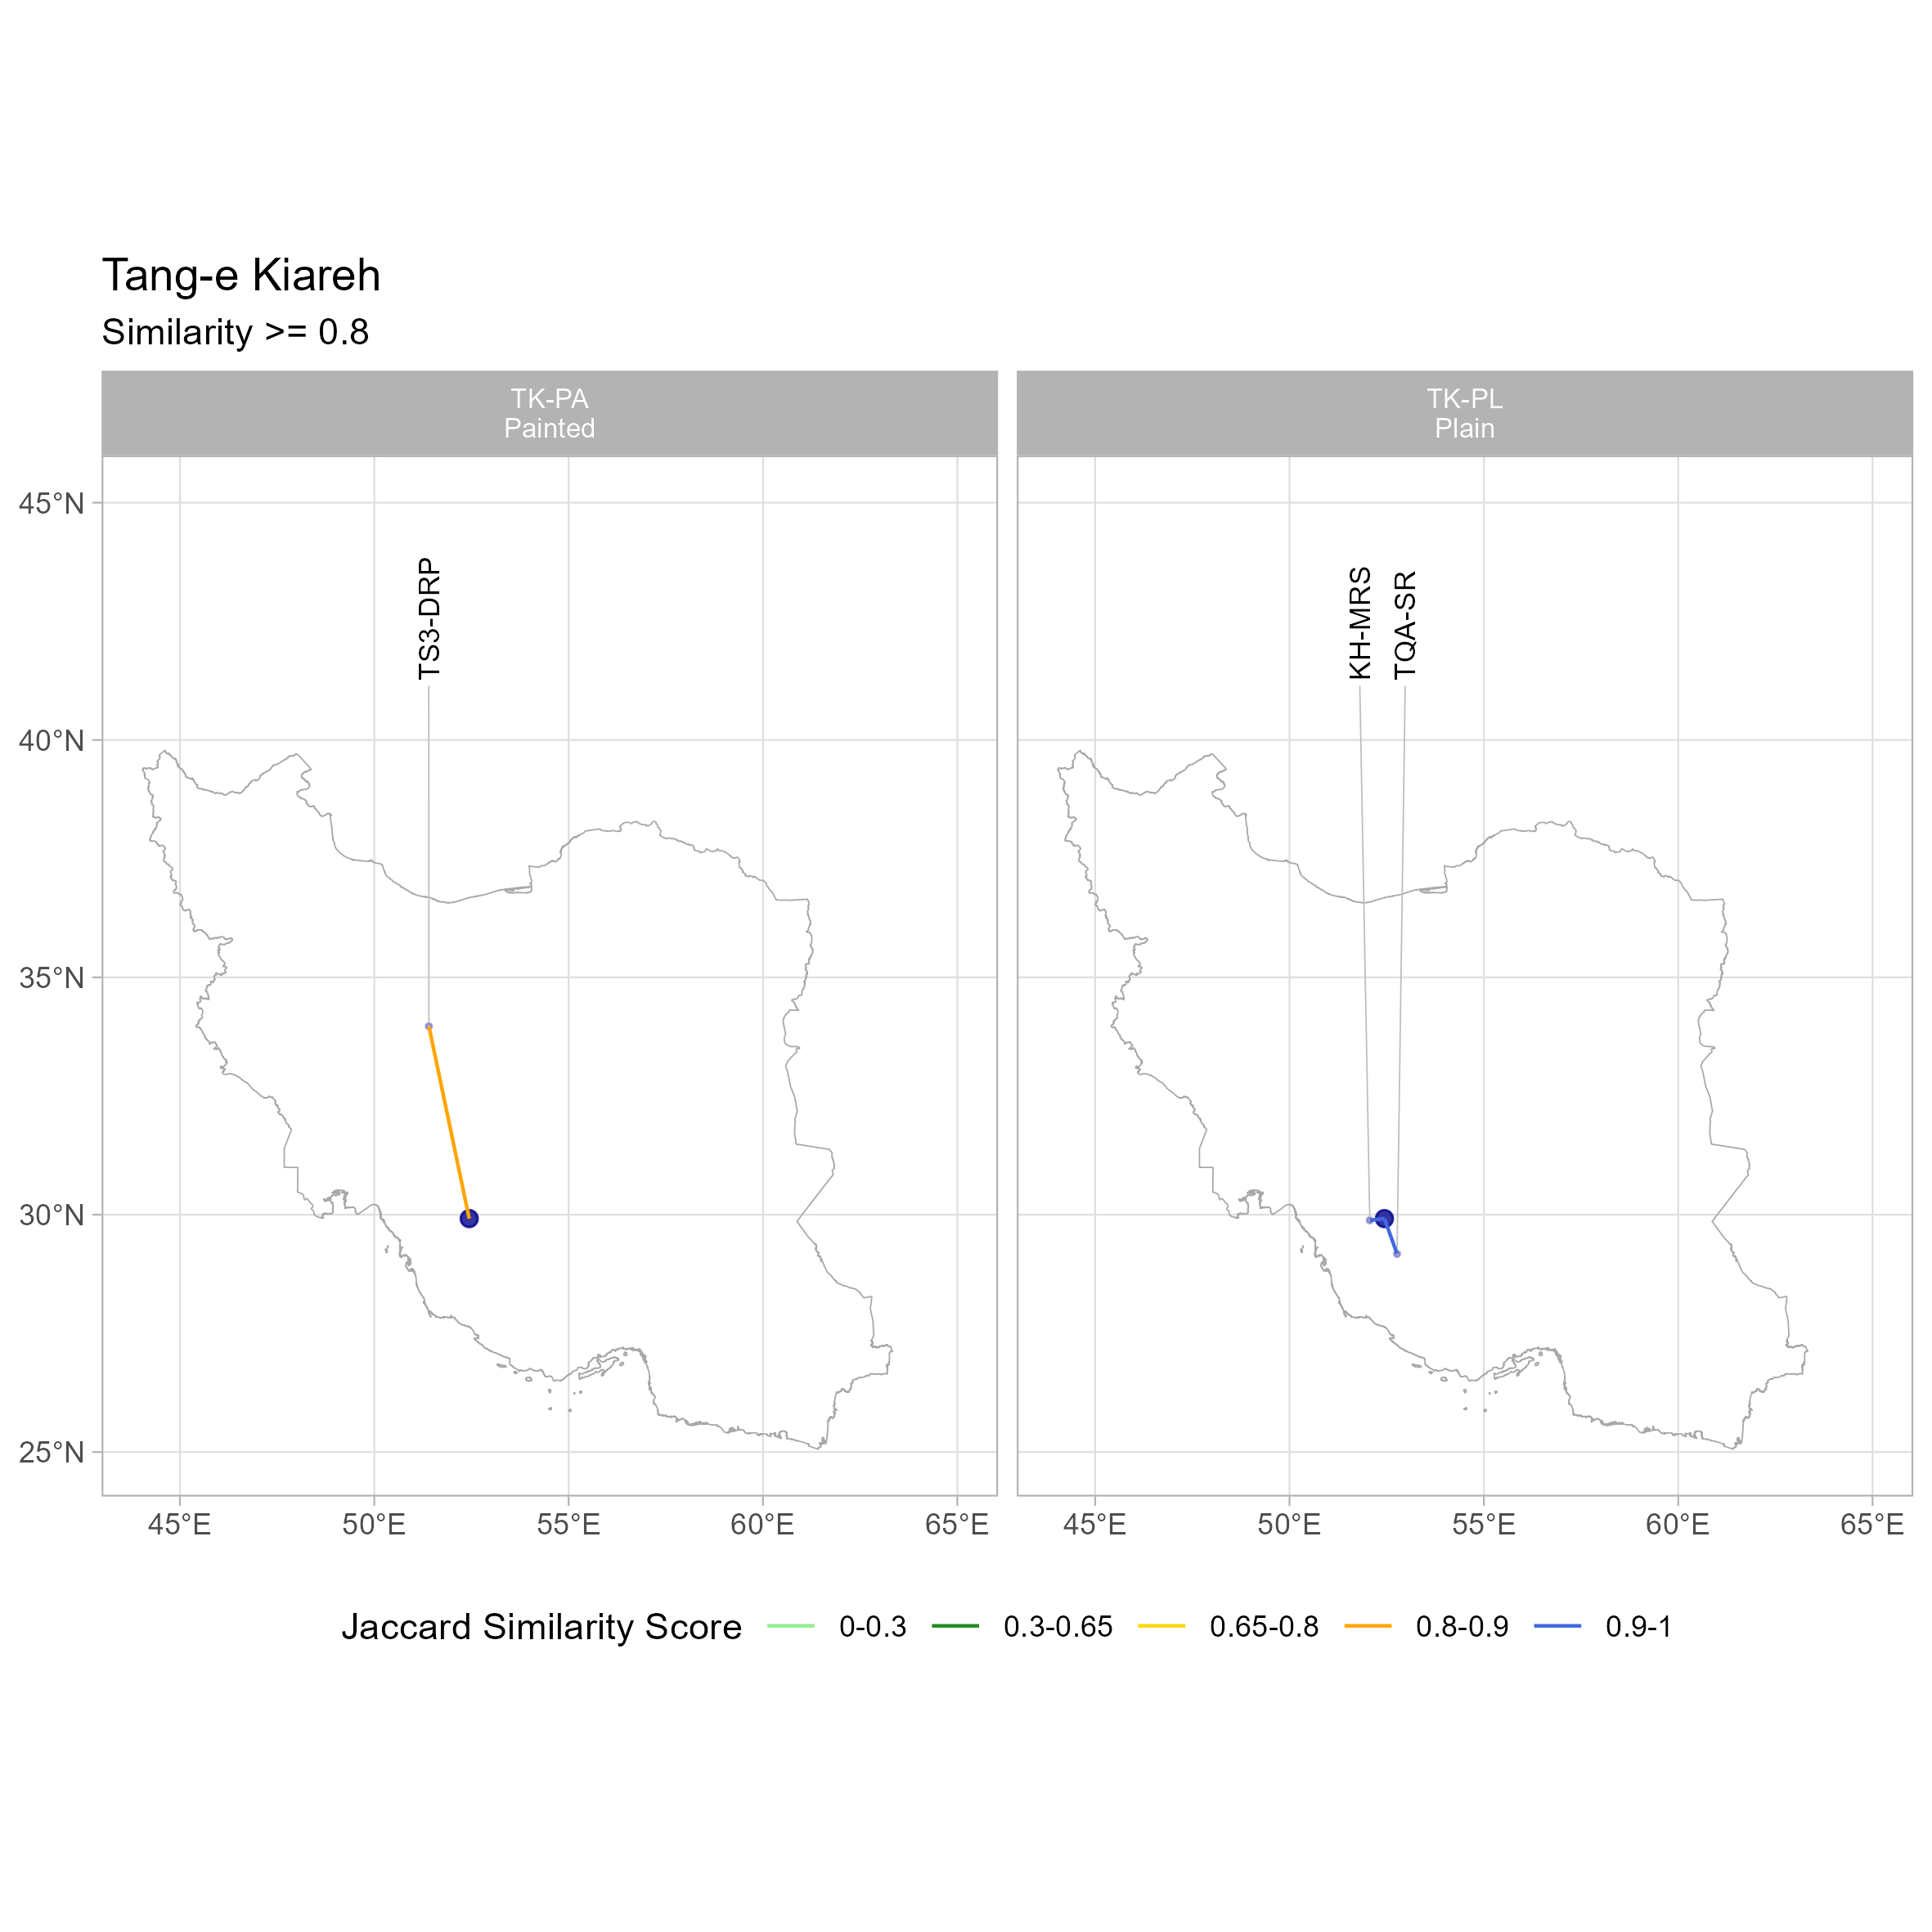 Tang-e Kiareh
Similarity >= 0.8
TK-PA
Painted
TK-PL
Plain
TS3-DRP
KH-MRS
TQA-SR
45°N
40°N
35°N
30°N
25°N
45°E 50°E 55°E 60°E 65°E
45°E 50°E 55°E 60°E 65°E
Jaccard Similarity Score 0-0.3 0.3-0.65 0.65-0.8 0.8-0.9 0.9-1